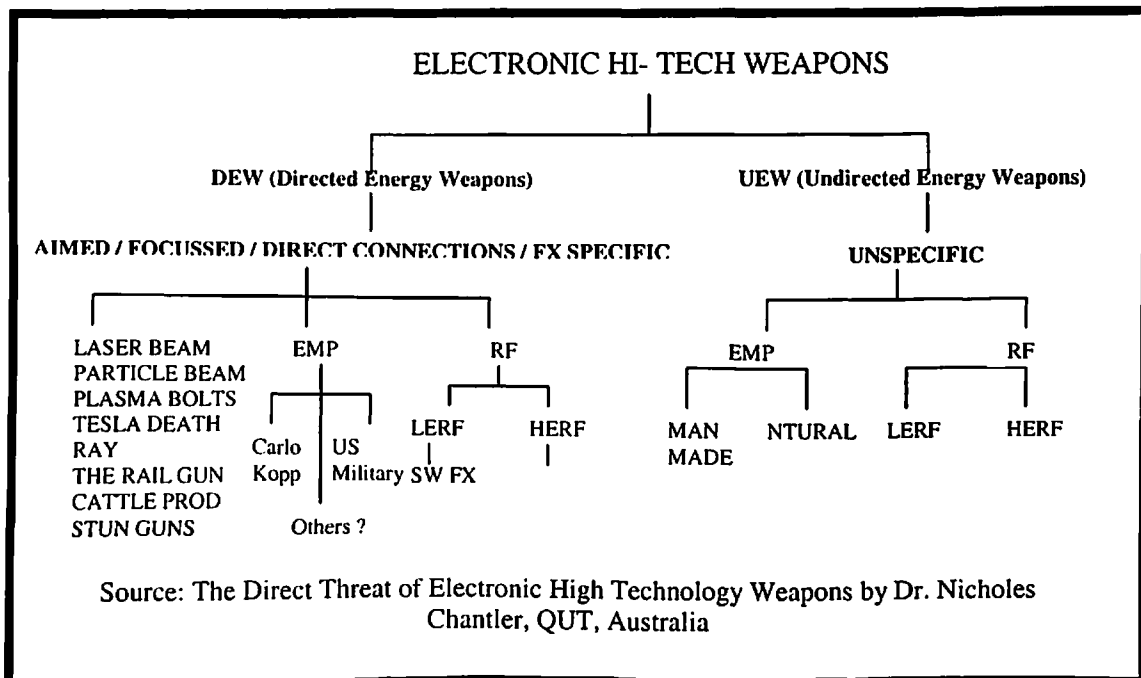 ELECTRONIC HI- TECH WEAPONS
DEW (Directed Energy Weapons)
UEW (Undirected Energy Weapons)
AIMED / FOCUSSED / DIRECT CONNECTIONS / FX SPECIFIC
UNSPECIFIC
LASER BEAM
PARTICLE BEAM
PLASMA BOLTS
TESLA DEATH
RAY
THE RAIL GUN
CATTLE PROD
STUN GUNS
EMP
Carlo
Kopp
US
Military
Others ?
RF
LERF
SW FX
HERF
EMP
MAN
MADE
NTURAL
RF
LERF
HERF
Source: The Direct Threat of Electronic High Technology Weapons by Dr. Nicholes
Chantler, QUT, Australia